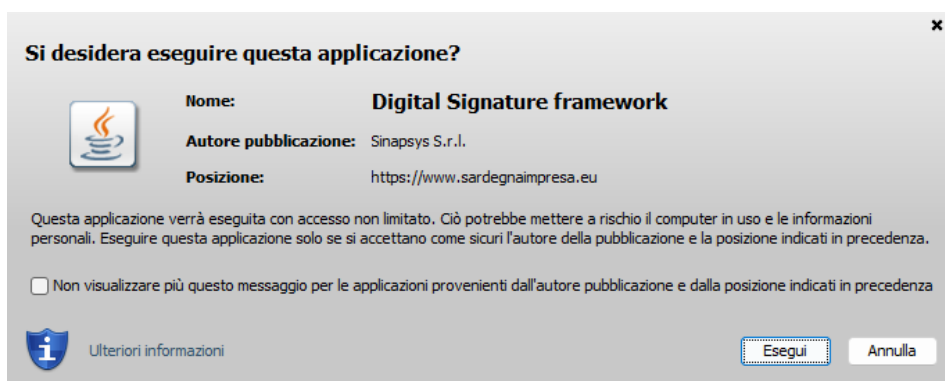 Si desidera eseguire questa applicazione?
Nome: Digital Signature framework
Autore pubblicazione: Sinapsys S.r.l.
Posizione: https://www.sardegnaimpresa.eu
Questa applicazione verrà eseguita con accesso non limitato. Ciò potrebbe mettere a rischio il computer in uso e le informazioni
personali. Eseguire questa applicazione solo se si accettano come sicuri l'autore della pubblicazione e la posizione indicati in precedenza.
Non visualizzare più questo messaggio per le applicazioni provenienti dall'autore pubblicazione e dalla posizione indicati in precedenza
Ulteriori informazioni
Esegui Annulla